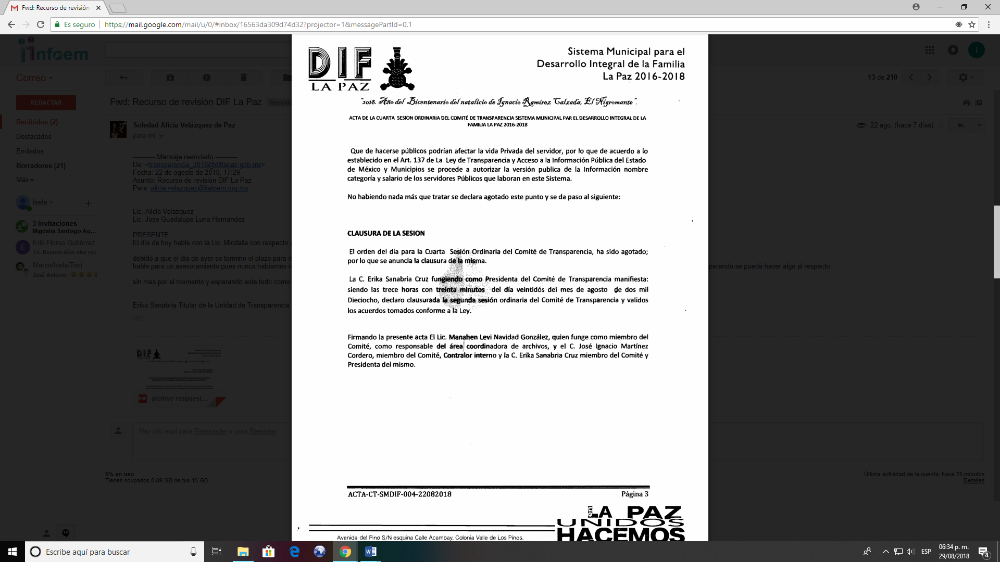 Fwd: Recurso de revisión
Es seguro
https://mail.google.com/mail/u/0/#inbox/16563da309d74d32?projector=1&messagePartId=0.1
infoem
Correo
13 de 210
REDACTAR
Fwd: Recurso de revisión DIF La Paz
Recibidos (2)
Destacados
Enviados
Borradores (21)
Más
Isela
3 invitaciones
Migdalia Santiago Aq...
Erik Flores Gutiérrez
Tú: Buenos días otra vez
Marco/Isela/Toni
José Antonio:
Soledad Alicia Velázquez de Paz
para mí
22 ago. (hace 7 días)
---------- Mensaje reenviado ----------
De: <transparencia_2018@diflapaz.gob.mx>
Fecha: 22 de agosto de 2018, 17:29
Asunto: Recurso de revisión DIF La Paz
Para: alicia.velazquez@itaipem.org.mx
Lic. Alicia Velazquez
Lic. Jose Guadalupe Luna Hernandez
PRESENTE
El dia de hoy hable con la Lic. Micdalia con respecto a
debido a que el dia de ayer se termino el plazo para
hable para un asesoramiento pues nunca habíamos
perando se pueda hacer algo al respecto.
sin mas por el momento y esperando este todo como
Erika Sanabria Titular de la Unidad de Transparencia
PDF archivo respuest...
Haz clic aquí para Responder o para Reenviar
5% en uso
Tienes ocupados 0,89 GB de tus 15 GB
Última actividad de la cuenta: hace 25 minutos
Detalles
DIF
LA PAZ
Sistema Municipal para el
Desarrollo Integral de la Familia
La Paz 2016-2018
"2018. Año del Bicentenario del natalicio de Ignacio Ramírez Calzada, El Nigromante".
ACTA DE LA CUARTA SESION ORDINARIA DEL COMITÉ DE TRANSPARENCIA SISTEMA MUNICIPAL PAR EL DESARROLLO INTEGRAL DE LA
FAMILIA LA PAZ 2016-2018
Que de hacerse públicos podrían afectar la vida Privada del servidor, por lo que de acuerdo a lo
establecido en el Art. 137 de La Ley de Transparencia y Acceso a la Información Pública del Estado
de México y Municipios se procede a autorizar la versión publica de la Información nombre
categoría y salario de los servidores Públicos que laboran en este Sistema.
No habiendo nada más que tratar se declara agotado este punto y se da paso al siguiente:
CLAUSURA DE LA SESION
El orden del día para la Cuarta Sesión Ordinaria del Comité de Transparencia, ha sido agotado;
por lo que se anuncia la clausura de la misma.
La C. Erika Sanabria Cruz fungiendo como Presidenta del Comité de Transparencia manifiesta:
siendo las trece horas con treinta minutos del día veintidós del mes de agosto de dos mil
Dieciocho, declaro clausurada la segunda sesión ordinaria del Comité de Transparencia y validos
los acuerdos tomados conforme a la Ley.
Firmando la presente acta El Lic. Manahen Levi Navidad González, quien funge como miembro del
Comité, como responsable del área coordinadora de archivos, y el C. José Ignacio Martínez
Cordero, miembro del Comité, Contralor interno y la C. Erika Sanabria Cruz miembro del Comité y
Presidenta del mismo.
ACTA-CT-SMDIF-004-22082018
Página 3
en LA PAZ
UNIDOS
HACEMOS
Avenida del Pino S/N esquina Calle Acambay, Colonia Valle de Los Pinos.
Escribe aquí para buscar
ESP
06:34 p. m.
29/08/2018
4